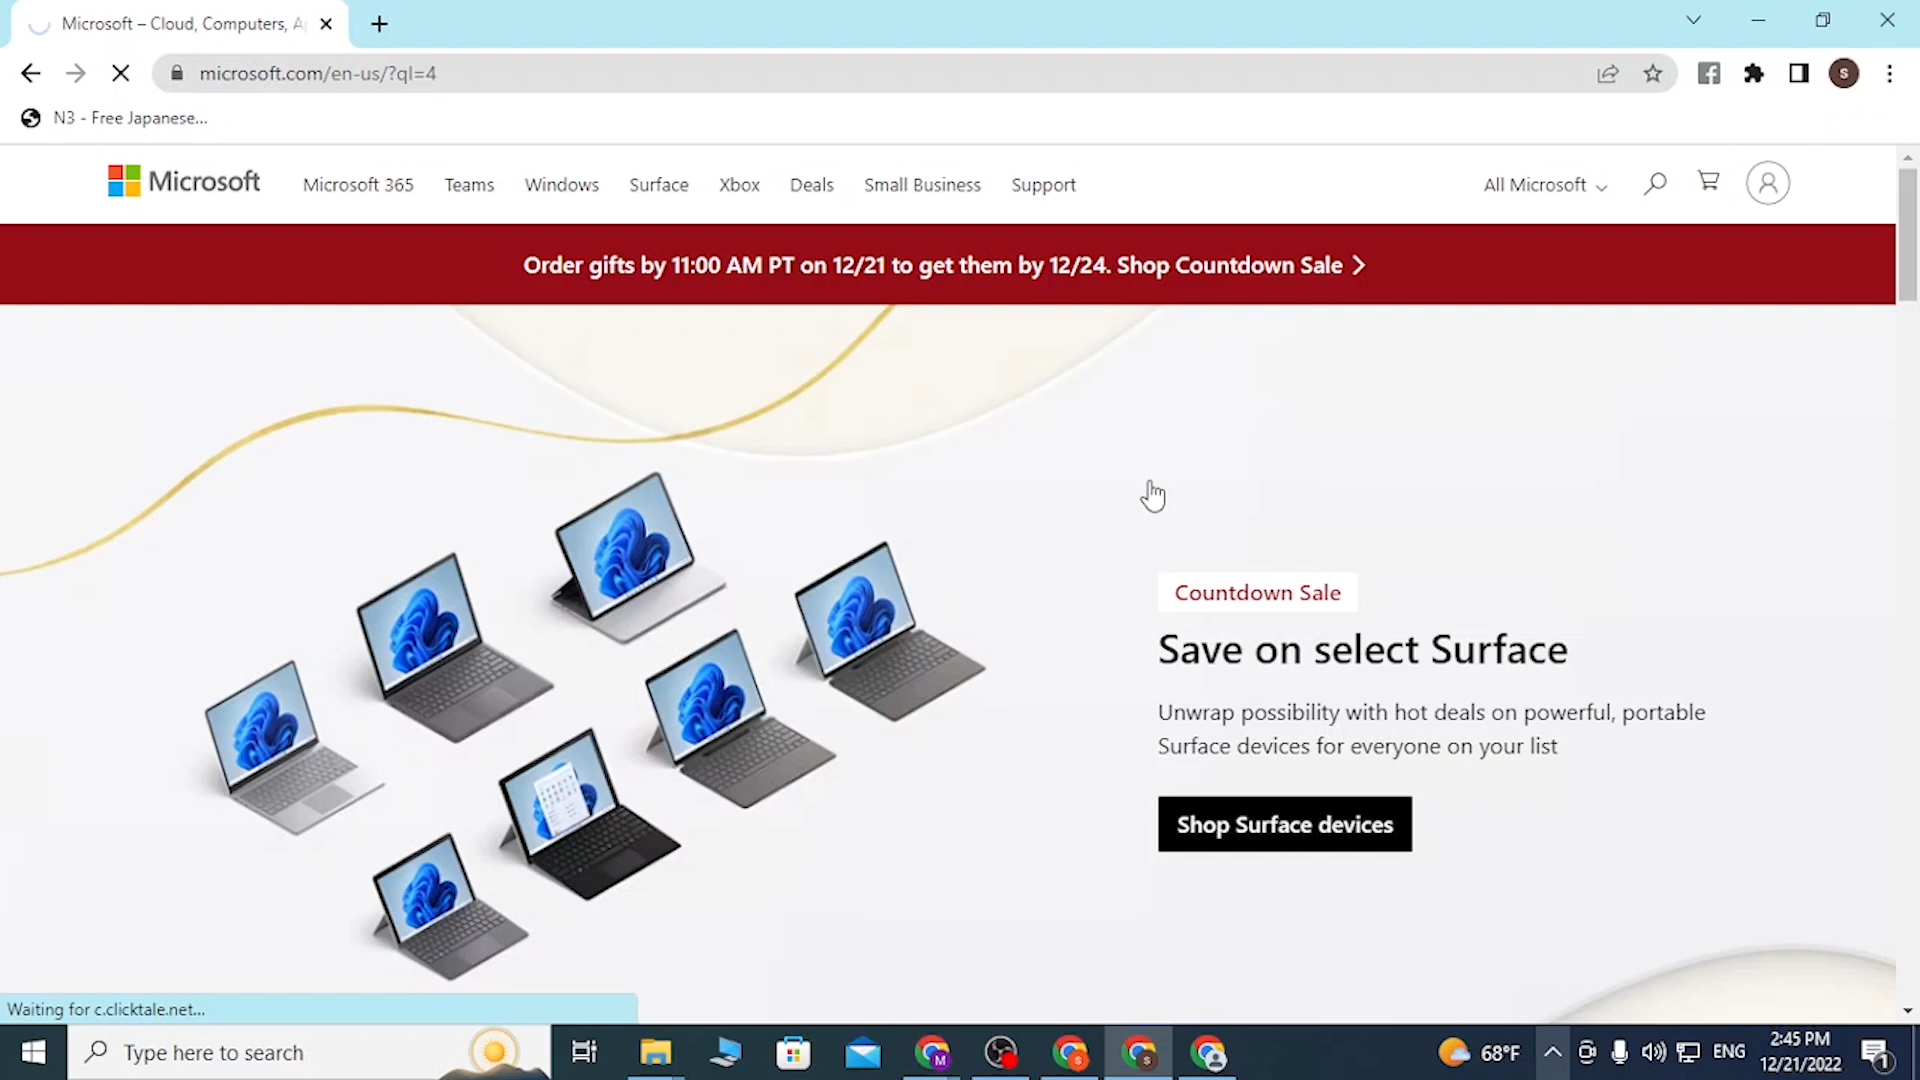 Microsoft – Cloud, Computers, A
microsoft.com/en-us/?ql=4
S
N3 - Free Japanese...
Microsoft
Microsoft 365
Teams
Windows
Surface
Xbox
Deals
Small Business
Support
All Microsoft
Order gifts by 11:00 AM PT on 12/21 to get them by 12/24. Shop Countdown Sale
Countdown Sale
Save on select Surface
Unwrap possibility with hot deals on powerful, portable
Surface devices for everyone on your list
Shop Surface devices
Waiting for c.clicktale.net...
Type here to search
M
S
S
68°F
ENG
2:45 PM
12/21/2022
1